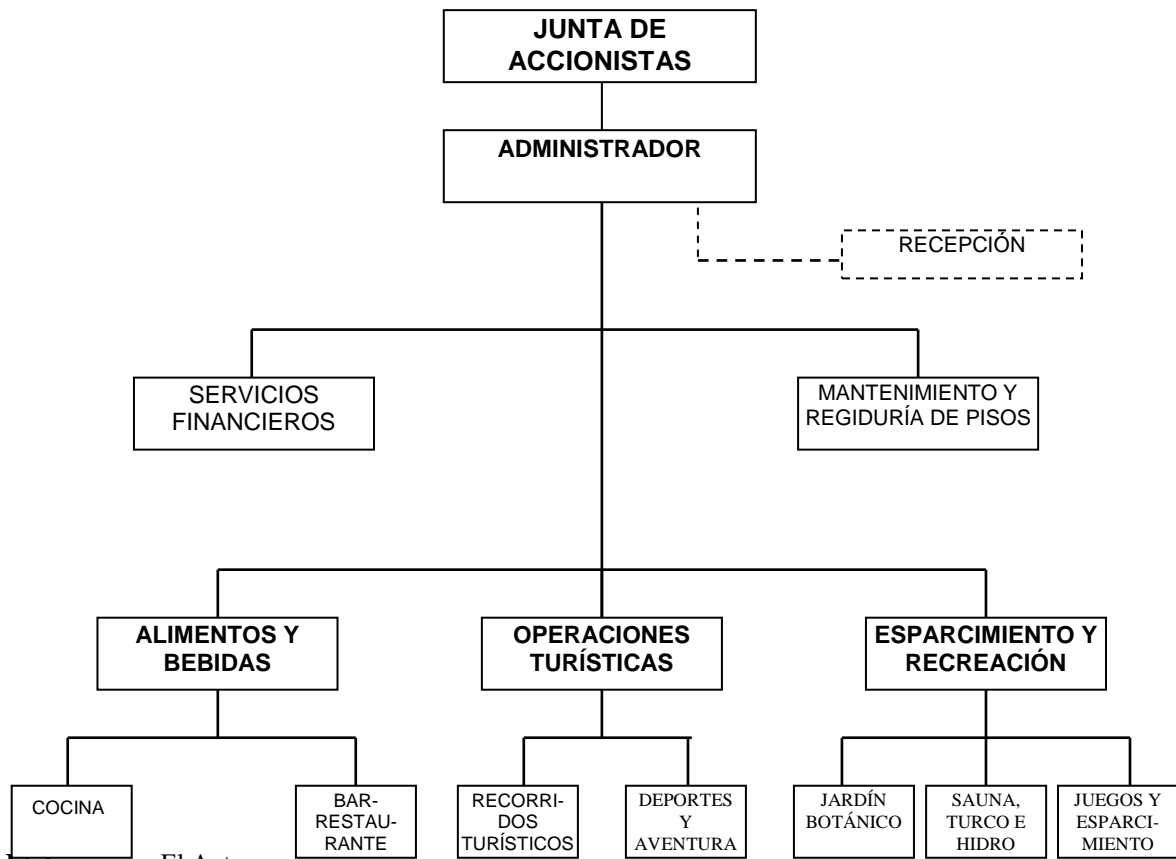 JUNTA DE
ACCIONISTAS
ADMINISTRADOR
RECEPCIÓN
SERVICIOS
FINANCIEROS
MANTENIMIENTO Y
REGIDURÍA DE PISOS
ALIMENTOS Y
BEBIDAS
OPERACIONES
TURÍSTICAS
ESPARCIMIENTO Y
RECREACIÓN
COCINA
BAR-
RESTAU-
RANTE
RECORRI-
DOS
TURÍSTICOS
DEPORTES
Y
AVENTURA
JARDÍN
BOTÁNICO
SAUNA,
TURCO E
HIDRO
JUEGOS Y
ESPARCI-
MIENTO